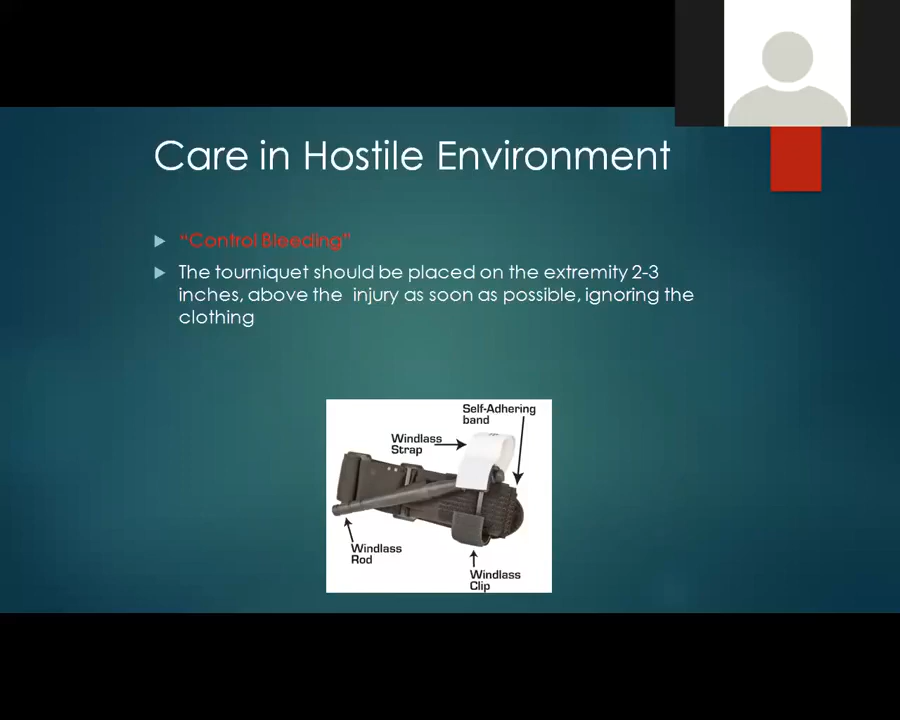 Care in Hostile Environment
"Control Bleeding"
The tourniquet should be placed on the extremity 2-3
inches, above the injury as soon as possible, ignoring the
clothing
Self-Adhering
band
Windlass
Strap
Windlass
Rod
Windlass
Clip